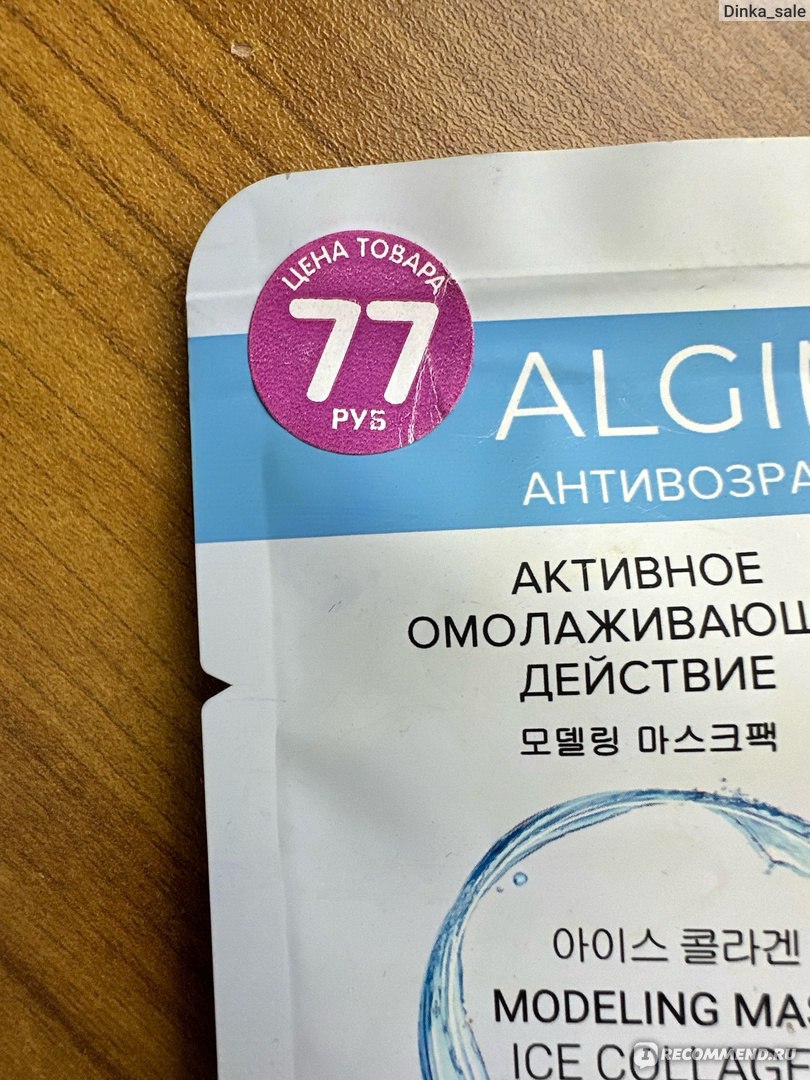 Dinka_sale
ЦЕНА ТОВАРА
77
РУБ
ALGI
АНТИВОЗРА
АКТИВНОЕ
ОМОЛАЖИВАЮЩ
ДЕЙСТВИЕ
모델링 마스크팩
아이스 콜라겐
MODELING MAS
ICE COLLAGE
IRECOMMEND.RU